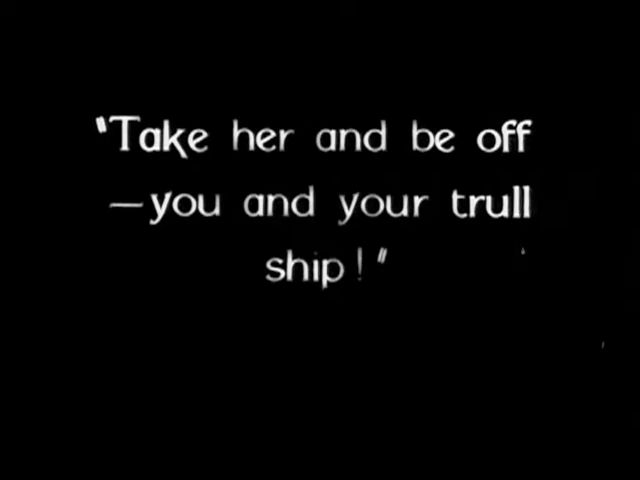 "Take her and be off
—you and your trull
ship!"